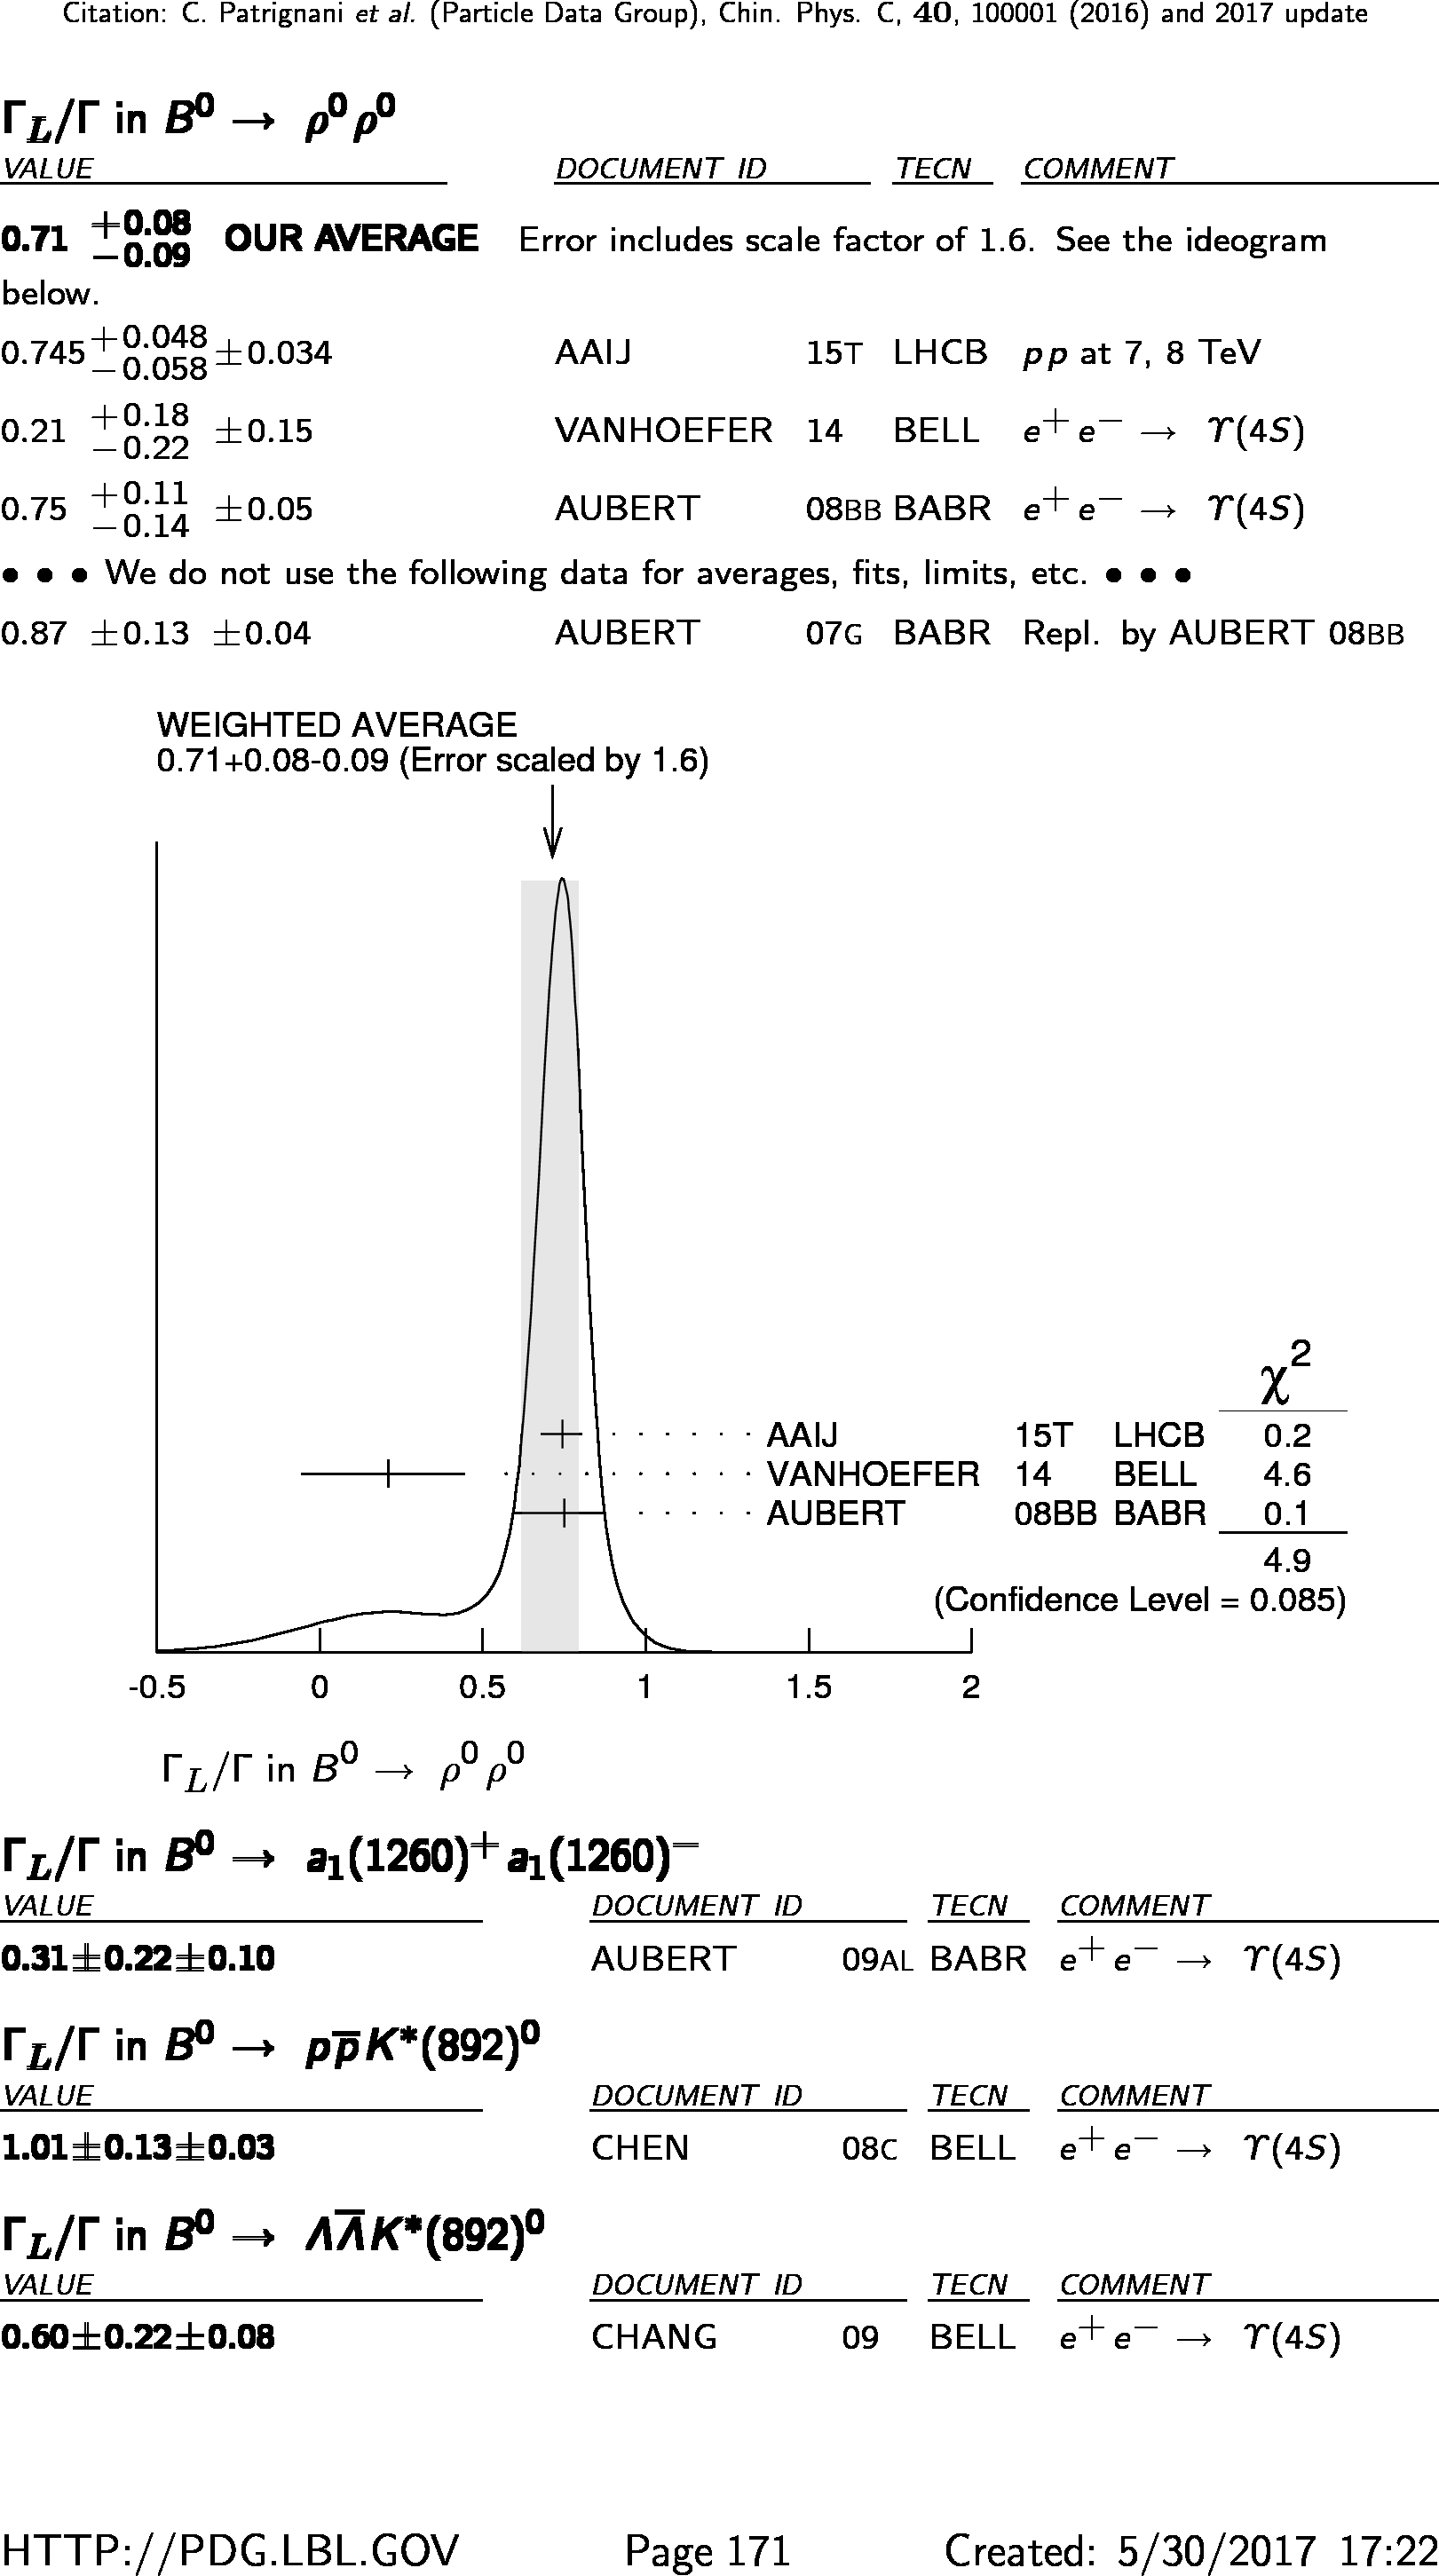 Citation: C. Patrignani et al. (Particle Data Group), Chin. Phys. C, 40, 100001 (2016) and 2017 update
Γ_L/Γ in B⁰ → ρ⁰ρ⁰
VALUE DOCUMENT ID TECN COMMENT
0.71 +0.08 −0.09 OUR AVERAGE Error includes scale factor of 1.6. See the ideogram
below.
0.745 +0.048 −0.058 ±0.034 AAIJ 15T LHCB pp at 7, 8 TeV
0.21 +0.18 −0.22 ±0.15 VANHOEFER 14 BELL e⁺e⁻ → ϒ(4S)
0.75 +0.11 −0.14 ±0.05 AUBERT 08BB BABR e⁺e⁻ → ϒ(4S)
• • • We do not use the following data for averages, fits, limits, etc. • • •
0.87 ±0.13 ±0.04 AUBERT 07G BABR Repl. by AUBERT 08BB
WEIGHTED AVERAGE
0.71+0.08-0.09 (Error scaled by 1.6)
χ²
AAIJ 15T LHCB 0.2
VANHOEFER 14 BELL 4.6
AUBERT 08BB BABR 0.1
4.9
(Confidence Level = 0.085)
-0.5 0 0.5 1 1.5 2
Γ_L/Γ in B⁰ → ρ⁰ρ⁰
Γ_L/Γ in B⁰ → a₁(1260)⁺a₁(1260)⁻
VALUE DOCUMENT ID TECN COMMENT
0.31±0.22±0.10 AUBERT 09AL BABR e⁺e⁻ → ϒ(4S)
Γ_L/Γ in B⁰ → pp̅K*(892)⁰
VALUE DOCUMENT ID TECN COMMENT
1.01±0.13±0.03 CHEN 08C BELL e⁺e⁻ → ϒ(4S)
Γ_L/Γ in B⁰ → ΛΛ̅K*(892)⁰
VALUE DOCUMENT ID TECN COMMENT
0.60±0.22±0.08 CHANG 09 BELL e⁺e⁻ → ϒ(4S)
HTTP://PDG.LBL.GOV Page 171 Created: 5/30/2017 17:22